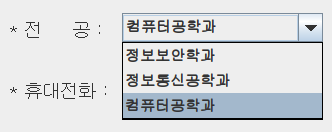 * 전 공 : 컴퓨터공학과
정보보안학과
정보통신공학과
* 휴대전화 :
컴퓨터공학과